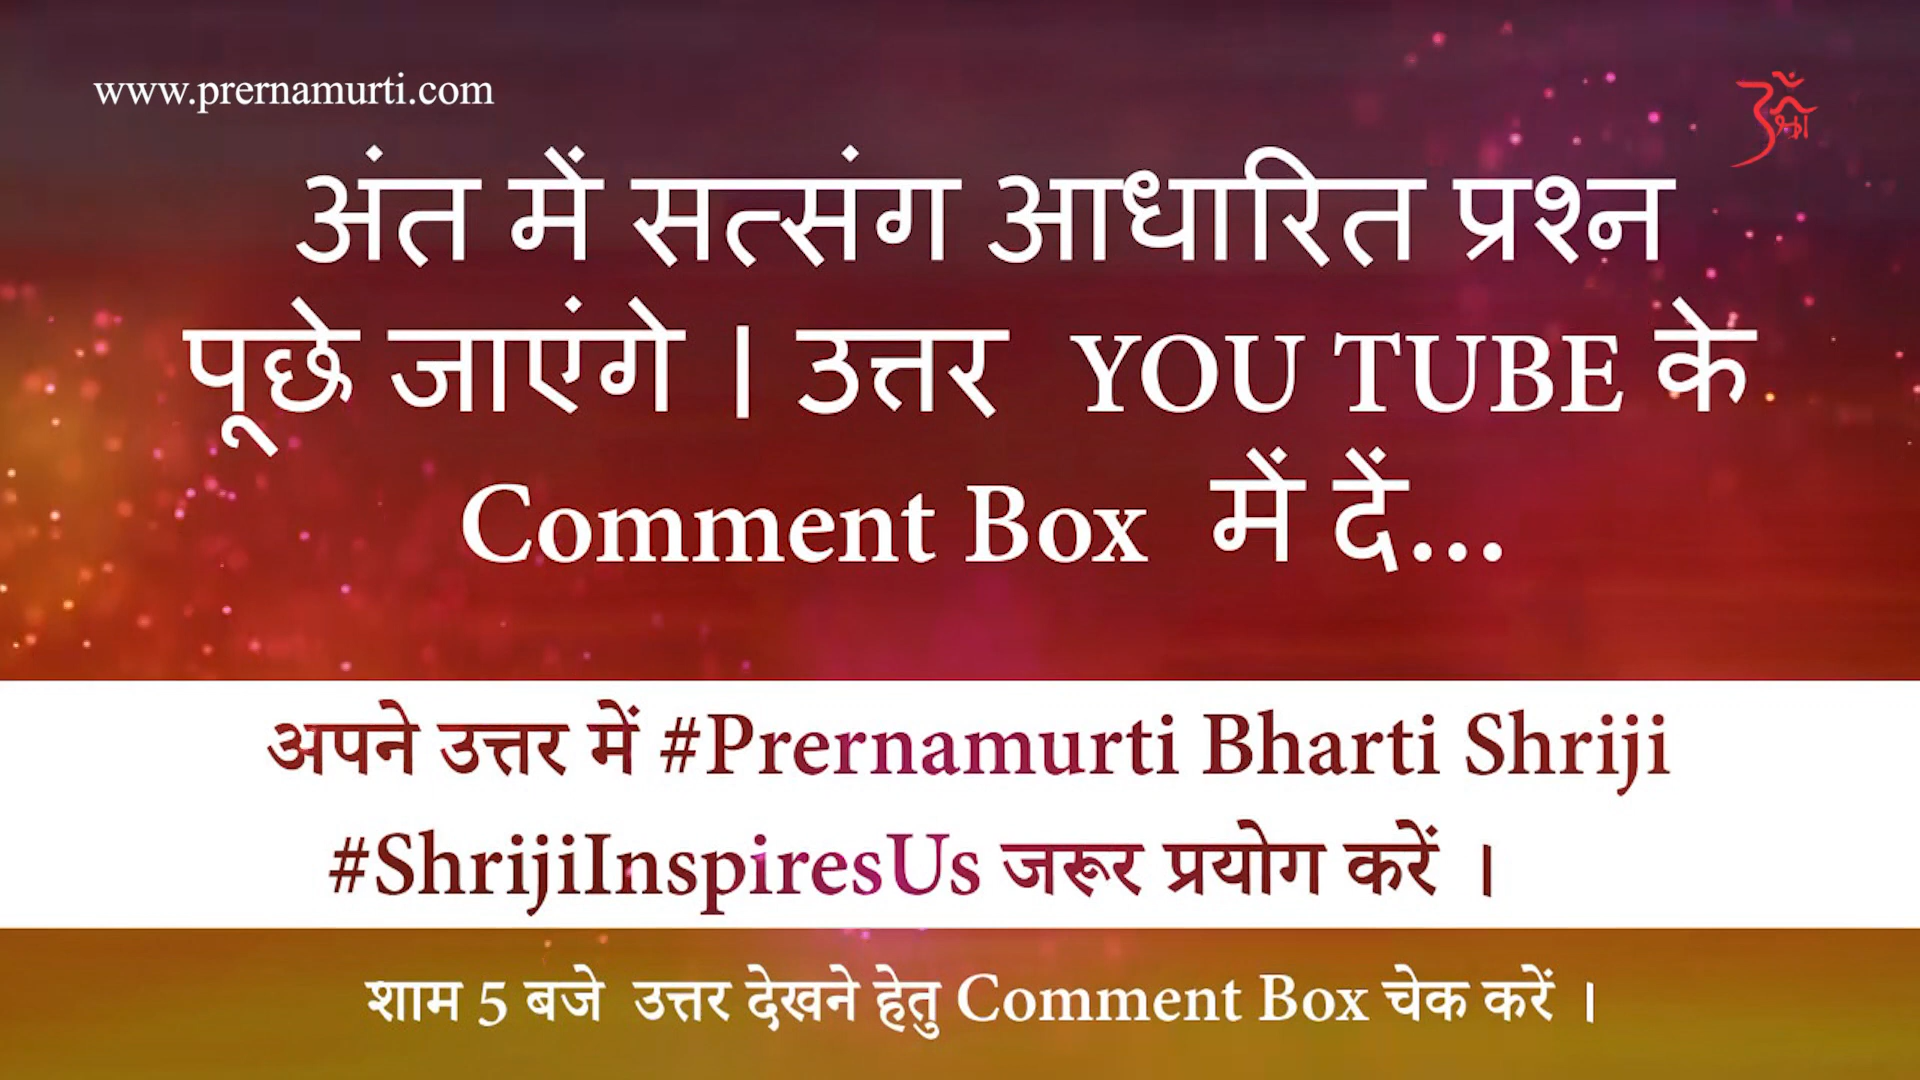 www.prernamurti.com
अंत में सत्संग आधारित प्रश्न
पूछे जाएंगे । उत्तर YOU TUBE के
Comment Box में दें...
अपने उत्तर में #Prernamurti Bharti Shriji
#ShrijiInspiresUs जरूर प्रयोग करें ।
शाम 5 बजे उत्तर देखने हेतु Comment Box चेक करें ।